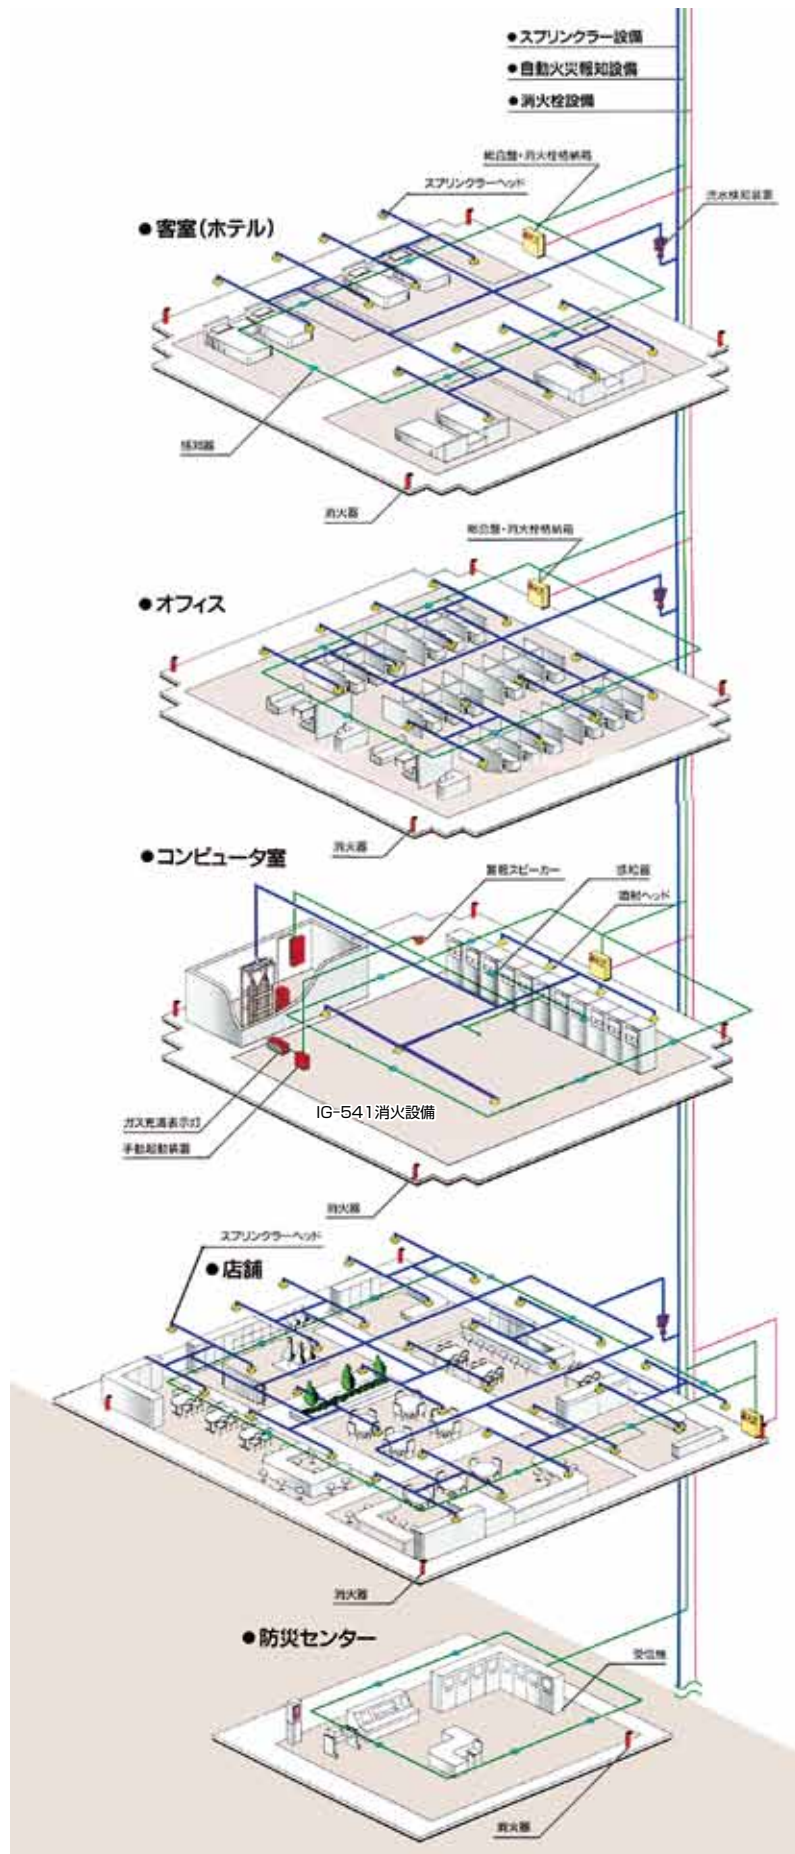 ●スプリンクラー設備
●自動火災報知設備
●消火栓設備
総合盤・消火栓格納箱
スプリンクラーヘッド
流水検知装置
●客室(ホテル)
感知器
消火器
総合盤・消火栓格納箱
●オフィス
消火器
●コンピュータ室
警報スピーカー
感知器
噴射ヘッド
IG-541消火設備
ガス充満表示灯
手動起動装置
消火器
スプリンクラーヘッド
●店舗
消火器
●防災センター
受信機
消火器